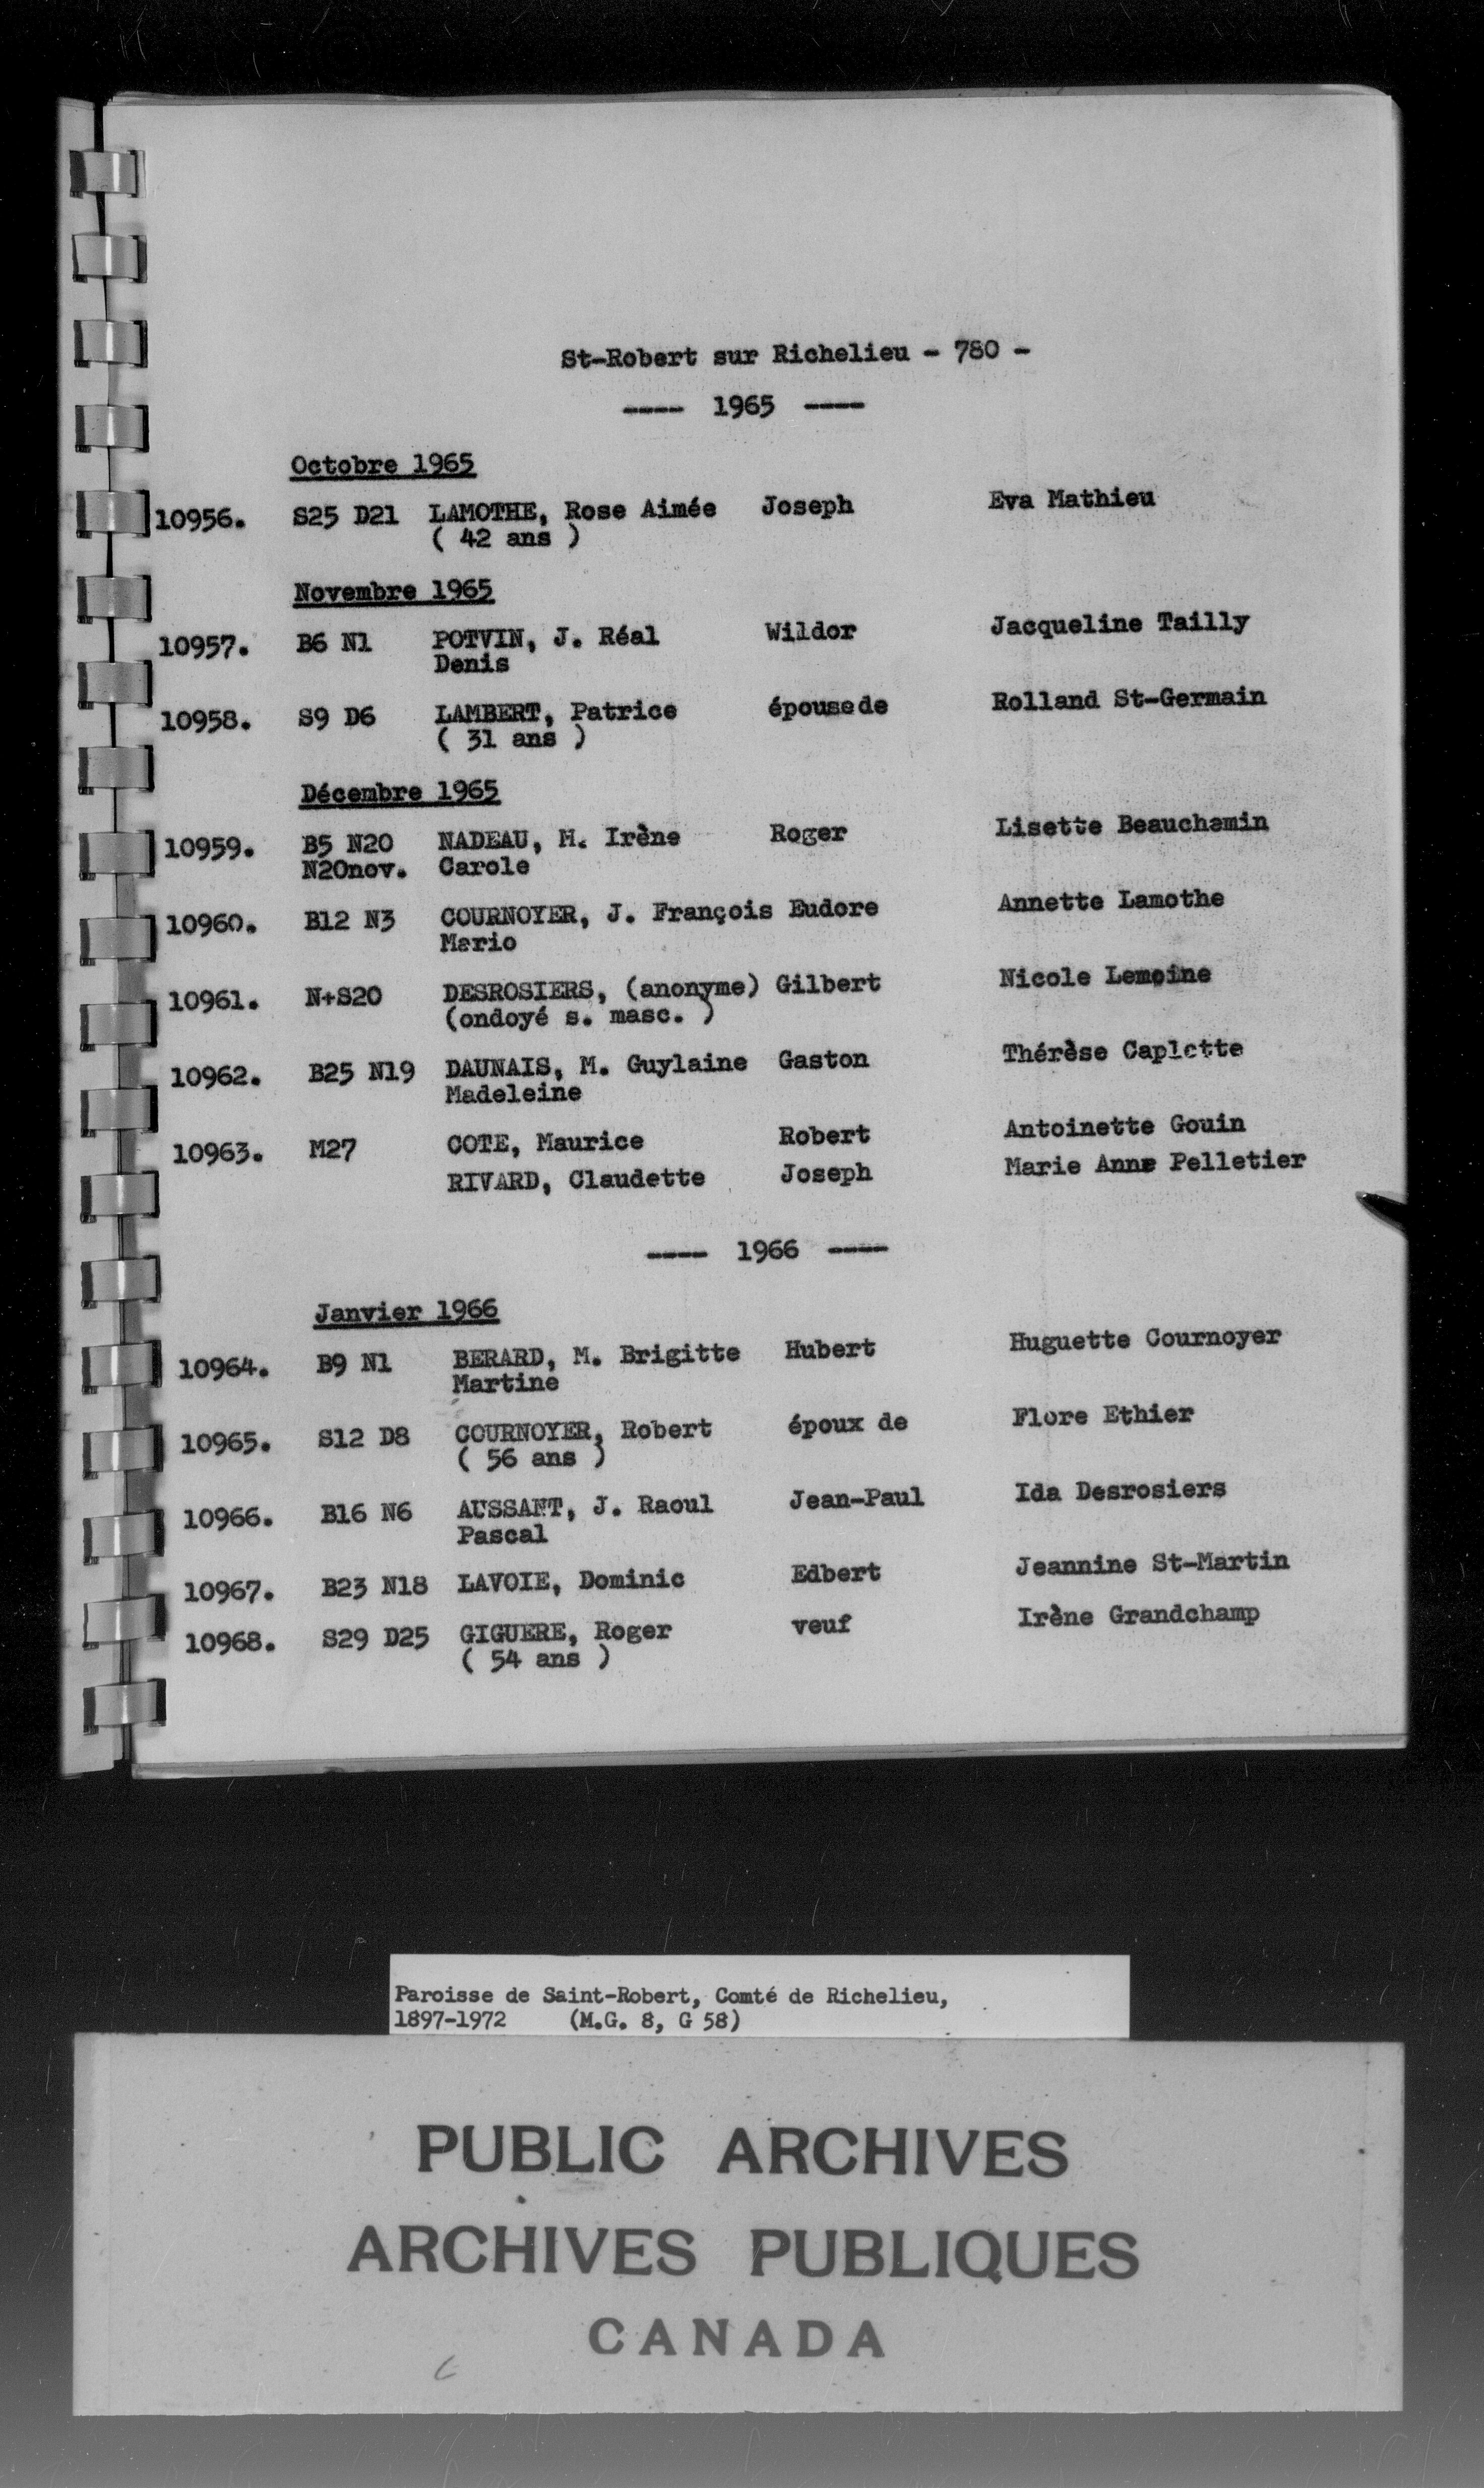 St-Robert sur Richelieu - 780 -
---- 1965 ----
Octobre 1965
10956. S25 D21 LAMOTHE, Rose Aimée Joseph Eva Mathieu
( 42 ans )
Novembre 1965
10957. B6 N1 POTVIN, J. Réal Wildor Jacqueline Tailly
Denis
10958. S9 D6 LAMBERT, Patrice épouse de Rolland St-Germain
( 31 ans )
Décembre 1965
10959. B5 N20 NADEAU, M. Irène Roger Lisette Beauchemin
N20nov. Carole
10960. B12 N3 COURNOYER, J. François Eudore Annette Lamothe
Mario
10961. N+S20 DESROSIERS, (anonyme) Gilbert Nicole Lemoine
(ondoyé s. masc. )
10962. B25 N19 DAUNAIS, M. Guylaine Gaston Thérèse Caplette
Madeleine
10963. M27 COTE, Maurice Robert Antoinette Gouin
RIVARD, Claudette Joseph Marie Anne Pelletier
---- 1966 ----
Janvier 1966
10964. B9 N1 BERARD, M. Brigitte Hubert Huguette Cournoyer
Martine
10965. S12 D8 COURNOYER, Robert époux de Flore Ethier
( 56 ans )
10966. B16 N6 AUSSANT, J. Raoul Jean-Paul Ida Desrosiers
Pascal
10967. B23 N18 LAVOIE, Dominic Edbert Jeannine St-Martin
10968. S29 D25 GIGUERE, Roger veuf Irène Grandchamp
( 54 ans )
Paroisse de Saint-Robert, Comté de Richelieu,
1897-1972 (M.G. 8, G 58)
PUBLIC ARCHIVES
ARCHIVES PUBLIQUES
CANADA